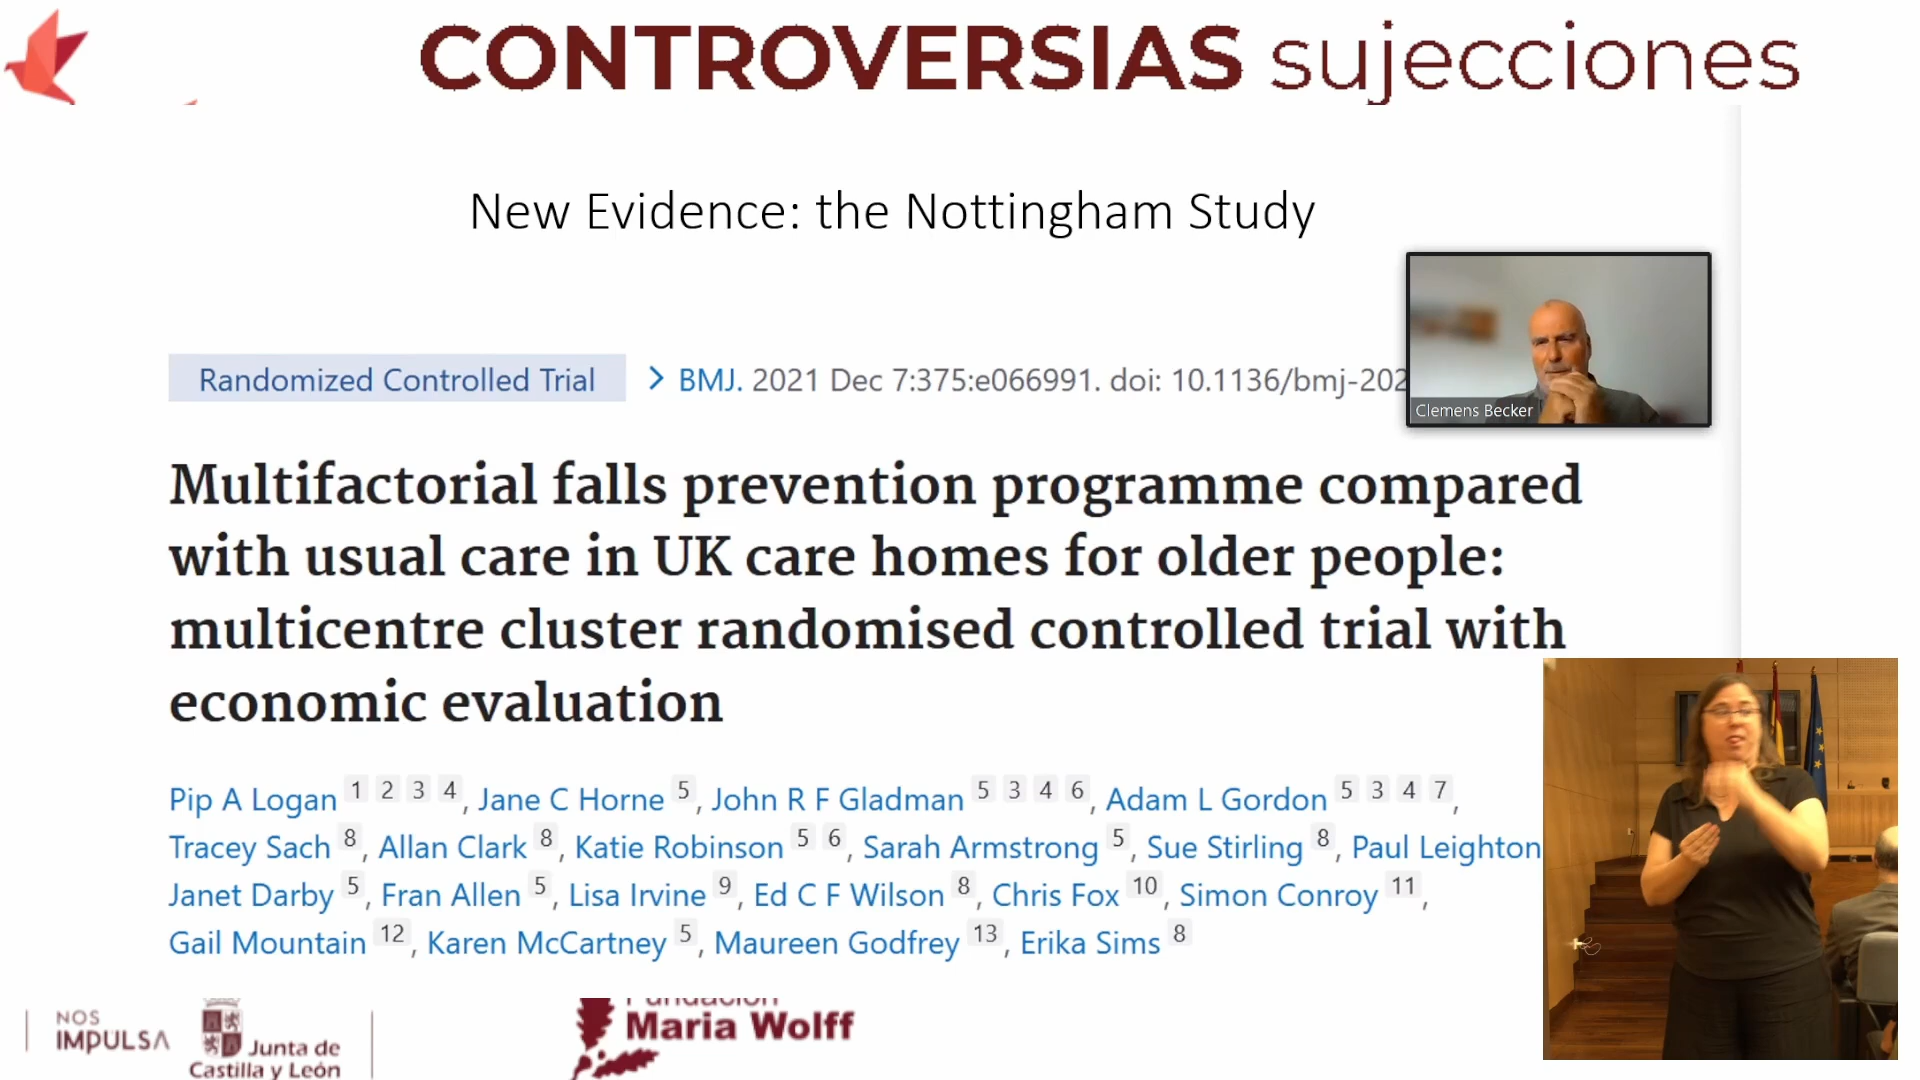 CONTROVERSIAS sujecciones
New Evidence: the Nottingham Study
Randomized Controlled Trial > BMJ. 2021 Dec 7:375:e066991. doi: 10.1136/bmj-202
Clemens Becker
Multifactorial falls prevention programme compared
with usual care in UK care homes for older people:
multicentre cluster randomised controlled trial with
economic evaluation
Pip A Logan 1 2 3 4, Jane C Horne 5, John R F Gladman 5 3 4 6, Adam L Gordon 5 3 4 7,
Tracey Sach 8, Allan Clark 8, Katie Robinson 5 6, Sarah Armstrong 5, Sue Stirling 8, Paul Leighton
Janet Darby 5, Fran Allen 5, Lisa Irvine 9, Ed C F Wilson 8, Chris Fox 10, Simon Conroy 11,
Gail Mountain 12, Karen McCartney 5, Maureen Godfrey 13, Erika Sims 8
NOS
IMPULSA
Junta de
Castilla y León
Fundación
Maria Wolff